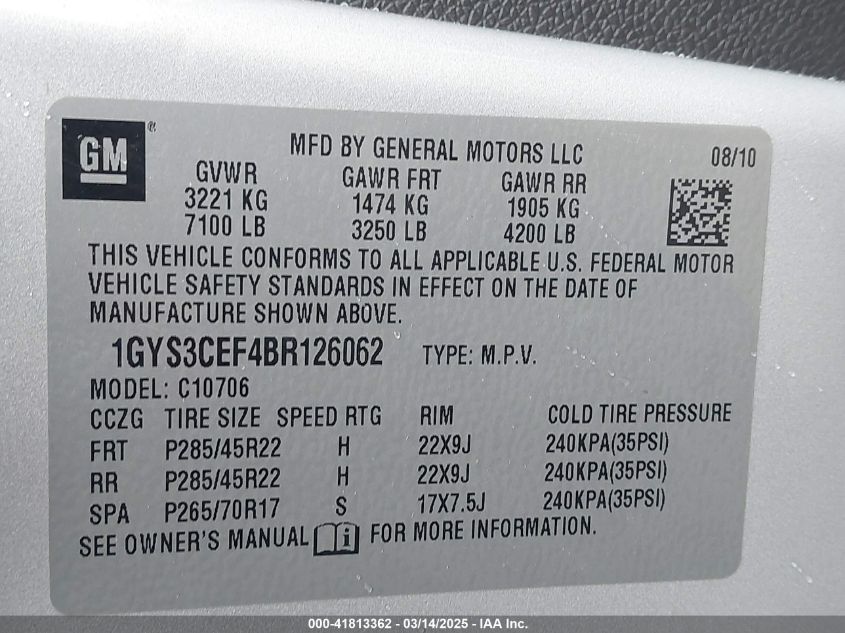 GM®
MFD BY GENERAL MOTORS LLC 08/10
GVWR GAWR FRT GAWR RR
3221 KG 1474 KG 1905 KG
7100 LB 3250 LB 4200 LB
THIS VEHICLE CONFORMS TO ALL APPLICABLE U.S. FEDERAL MOTOR
VEHICLE SAFETY STANDARDS IN EFFECT ON THE DATE OF
MANUFACTURE SHOWN ABOVE.
1GYS3CEF4BR126062 TYPE: M.P.V.
MODEL: C10706
CCZG TIRE SIZE SPEED RTG RIM COLD TIRE PRESSURE
FRT P285/45R22 H 22X9J 240KPA(35PSI)
RR P285/45R22 H 22X9J 240KPA(35PSI)
SPA P265/70R17 S 17X7.5J 240KPA(35PSI)
SEE OWNER'S MANUAL i FOR MORE INFORMATION.
000-41813362 - 03/14/2025 - IAA Inc.